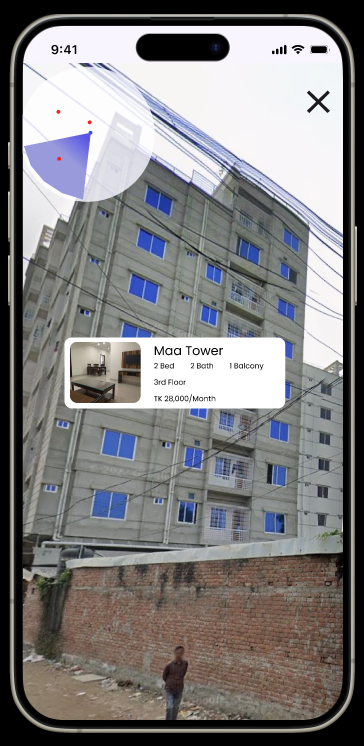 9:41
Maa Tower
2 Bed 2 Bath 1 Balcony
3rd Floor
TK 28,000/Month